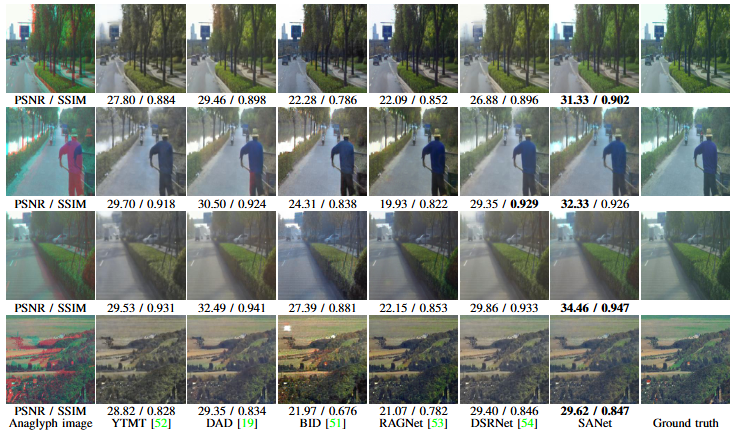 PSNR / SSIM 27.80 / 0.884 29.46 / 0.898 22.28 / 0.786 22.09 / 0.852 26.88 / 0.896 31.33 / 0.902
PSNR / SSIM 29.70 / 0.918 30.50 / 0.924 24.31 / 0.838 19.93 / 0.822 29.35 / 0.929 32.33 / 0.926
PSNR / SSIM 29.53 / 0.931 32.49 / 0.941 27.39 / 0.881 22.15 / 0.853 29.86 / 0.933 34.46 / 0.947
PSNR / SSIM 28.82 / 0.828 29.35 / 0.834 21.97 / 0.676 21.07 / 0.782 29.40 / 0.846 29.62 / 0.847
Anaglyph image YTMT [52] DAD [19] BID [51] RAGNet [53] DSRNet [54] SANet Ground truth